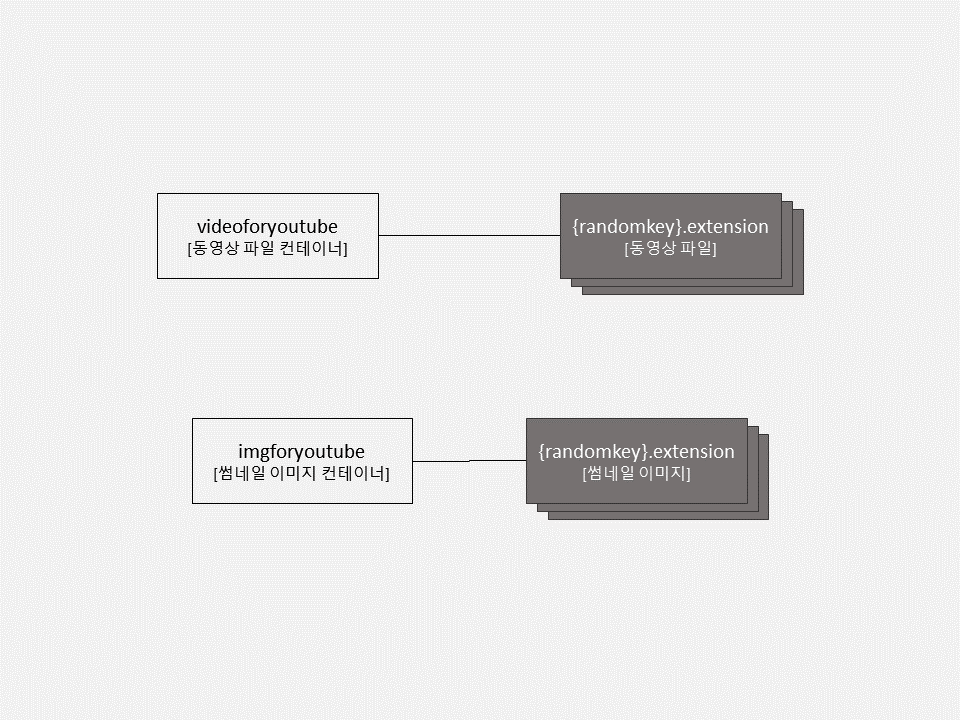 videoforyoutube
[동영상 파일 컨테이너]
{randomkey}.extension
[동영상 파일]
imgforyoutube
[썸네일 이미지 컨테이너]
{randomkey}.extension
[썸네일 이미지]